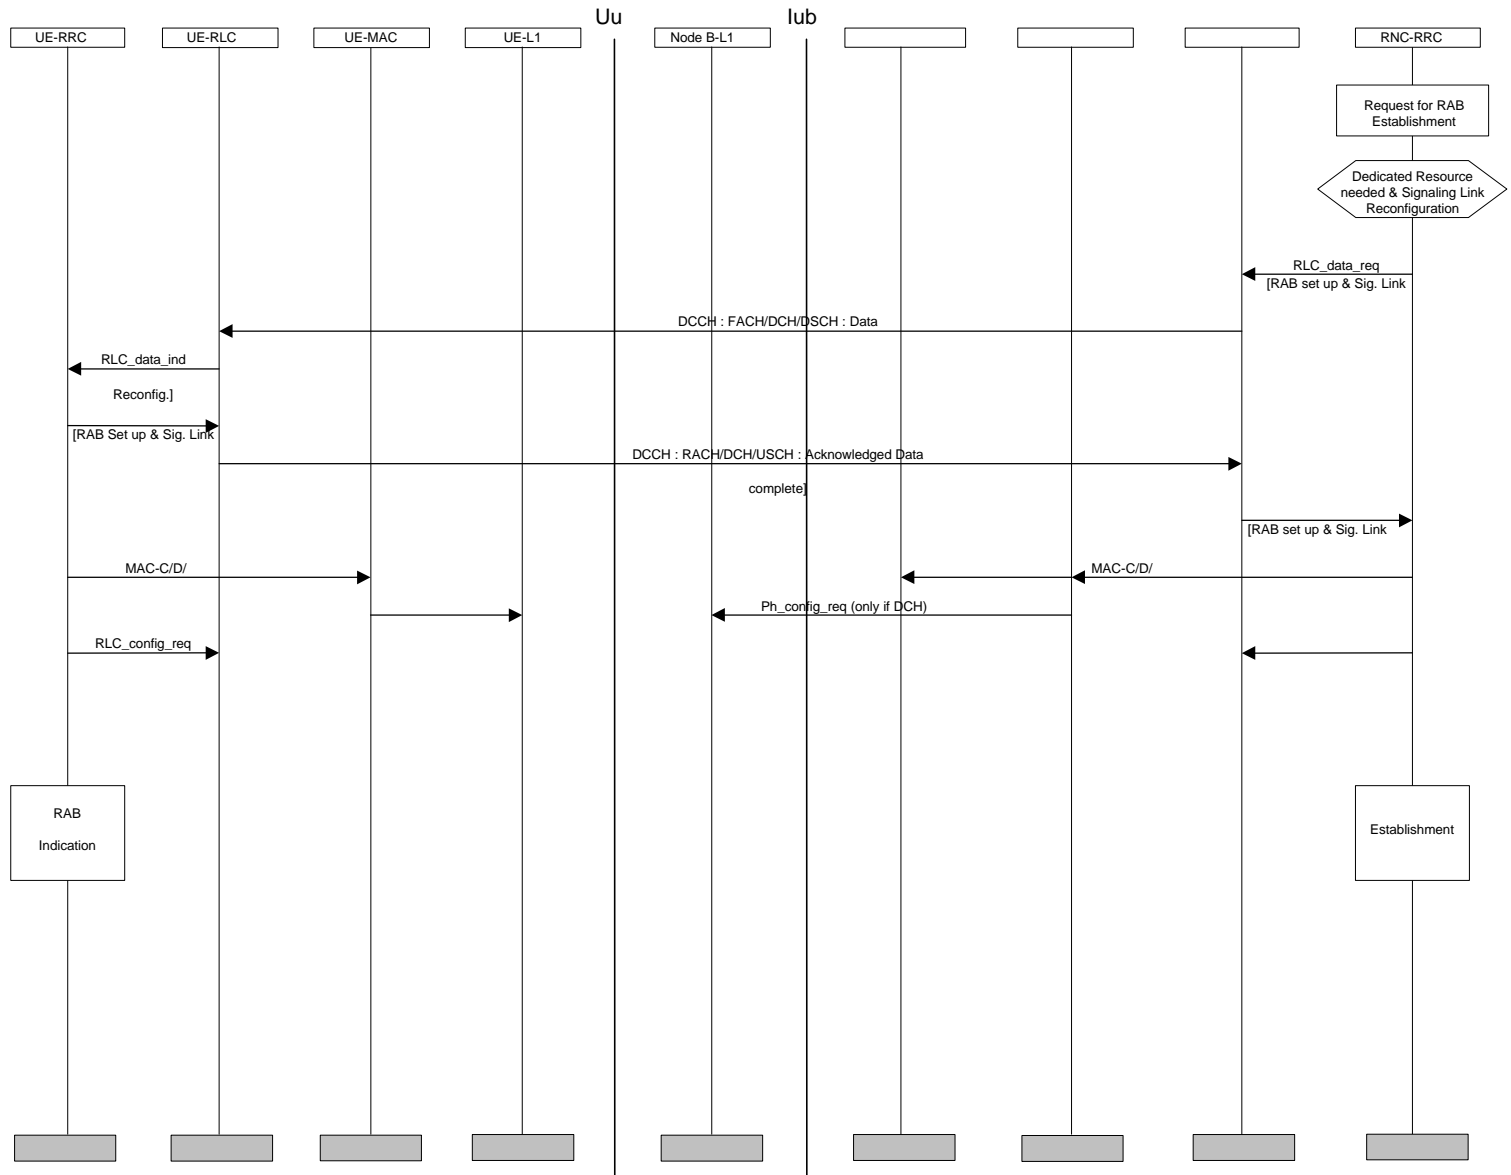 Uu
Iub
UE-RRC
UE-RLC
UE-MAC
UE-L1
Node B-L1
RNC-RRC
Request for RAB
Establishment
Dedicated Resource
needed & Signaling Link
Reconfiguration
RLC_data_req
[RAB set up & Sig. Link
DCCH : FACH/DCH/DSCH : Data
RLC_data_ind
Reconfig.]
[RAB Set up & Sig. Link
DCCH : RACH/DCH/USCH : Acknowledged Data
complete]
[RAB set up & Sig. Link
MAC-C/D/
MAC-C/D/
Ph_config_req (only if DCH)
RLC_config_req
RAB
Indication
Establishment